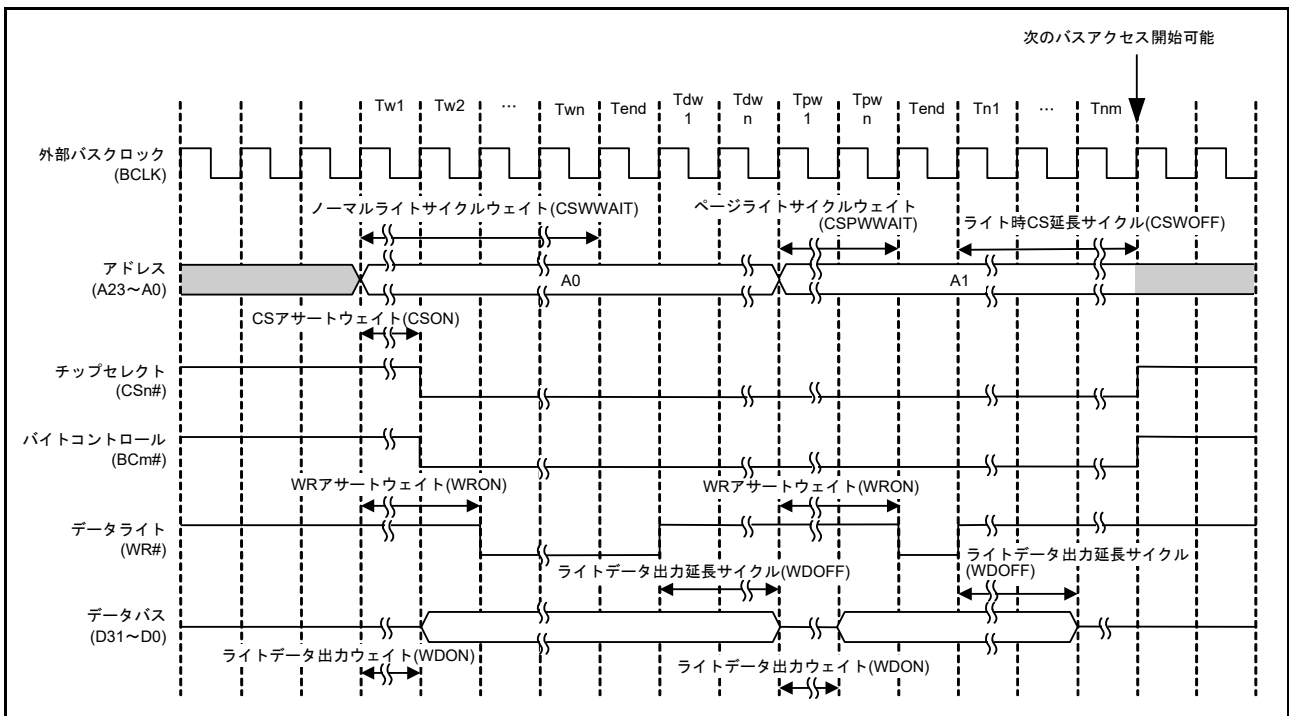 次のバスアクセス開始可能
Tw1 Tw2 … Twn Tend Tdw Tdw Tpw Tpw Tend Tn1 … Tnm
1 n 1 n
外部バスクロック
(BCLK)
ノーマルライトサイクルウェイト(CSWWAIT)
ページライトサイクルウェイト
(CSPWWAIT)
ライト時CS延長サイクル(CSWOFF)
アドレス
(A23～A0)
A0
A1
CSアサートウェイト(CSON)
チップセレクト
(CSn#)
バイトコントロール
(BCm#)
WRアサートウェイト(WRON)
WRアサートウェイト(WRON)
データライト
(WR#)
ライトデータ出力延長サイクル(WDOFF)
ライトデータ出力延長サイクル
(WDOFF)
データバス
(D31～D0)
ライトデータ出力ウェイト(WDON)
ライトデータ出力ウェイト(WDON)